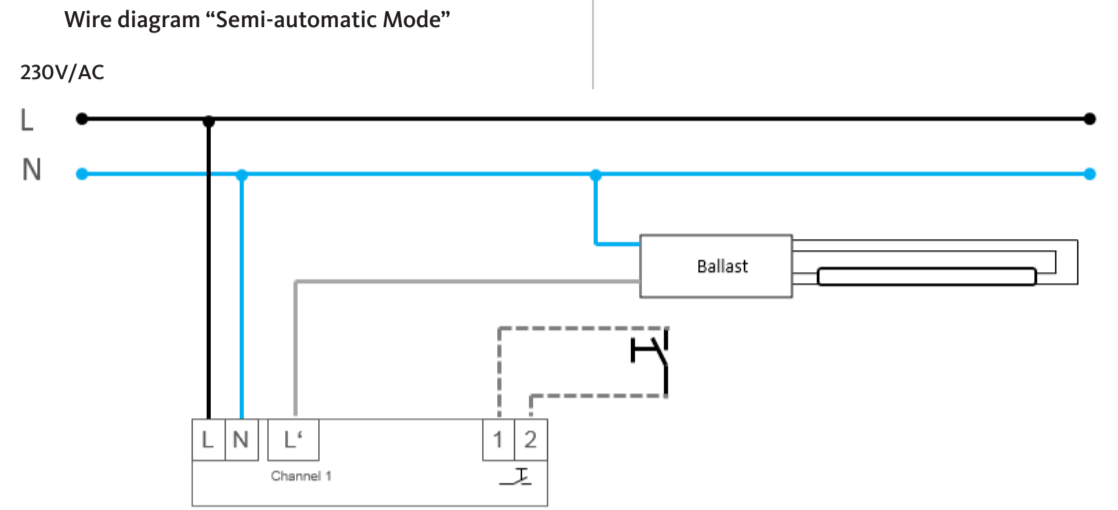 Wire diagram “Semi-automatic Mode”
230V/AC
L
N
Ballast
L N L‘ 1 2
Channel 1